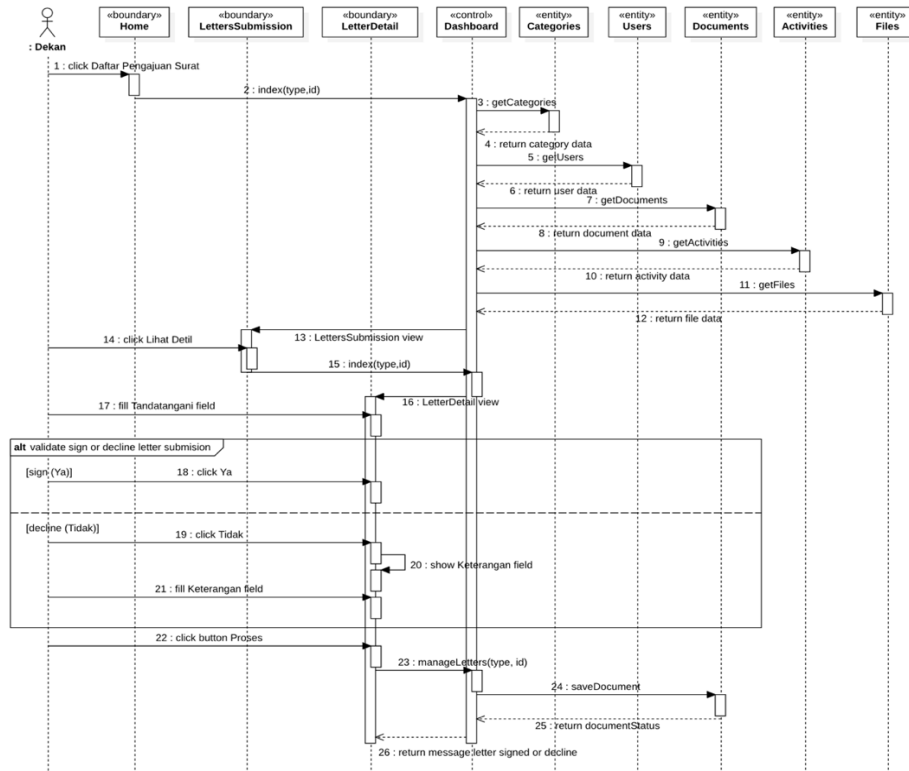 «boundary» «boundary» «boundary» «control» «entity» «entity» «entity» «entity» «entity»
Home LettersSubmission LetterDetail Dashboard Categories Users Documents Activities Files
: Dekan
1 : click Daftar Pengajuan Surat
2 : index(type,id)
3 : getCategories
4 : return category data
5 : getUsers
6 : return user data
7 : getDocuments
8 : return document data
9 : getActivities
10 : return activity data
11 : getFiles
12 : return file data
13 : LettersSubmission view
14 : click Lihat Detil
15 : index(type,id)
16 : LetterDetail view
17 : fill Tandatangani field
alt validate sign or decline letter submision
[sign (Ya)]
18 : click Ya
[decline (Tidak)]
19 : click Tidak
20 : show Keterangan field
21 : fill Keterangan field
22 : click button Proses
23 : manageLetters(type, id)
24 : saveDocument
25 : return documentStatus
26 : return message letter signed or decline